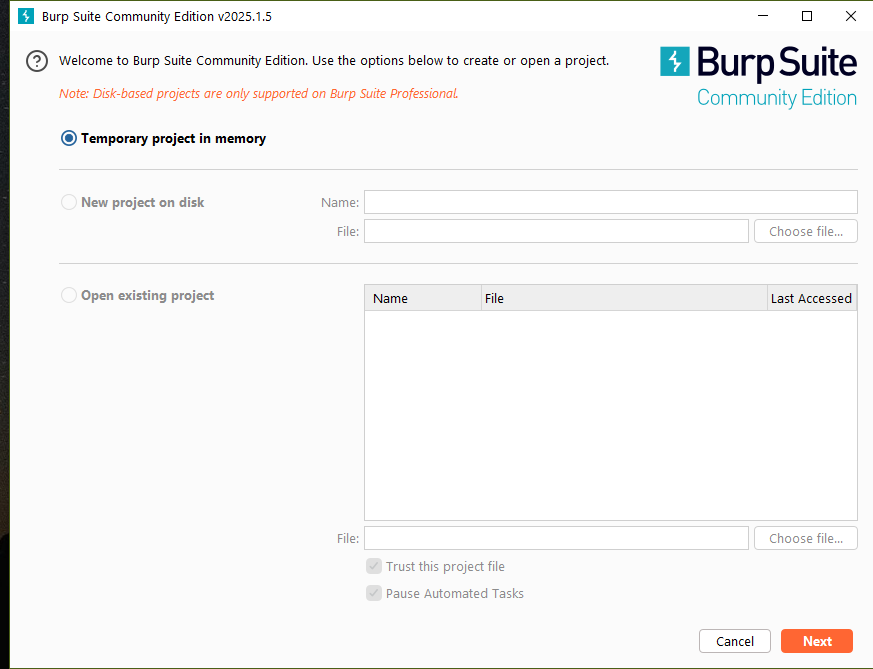 Burp Suite Community Edition v2025.1.5
Welcome to Burp Suite Community Edition. Use the options below to create or open a project.
Note: Disk-based projects are only supported on Burp Suite Professional.
Burp Suite
Community Edition
Temporary project in memory
New project on disk
Name:
File:
Choose file...
Open existing project
Name File Last Accessed
File:
Choose file...
Trust this project file
Pause Automated Tasks
Cancel
Next